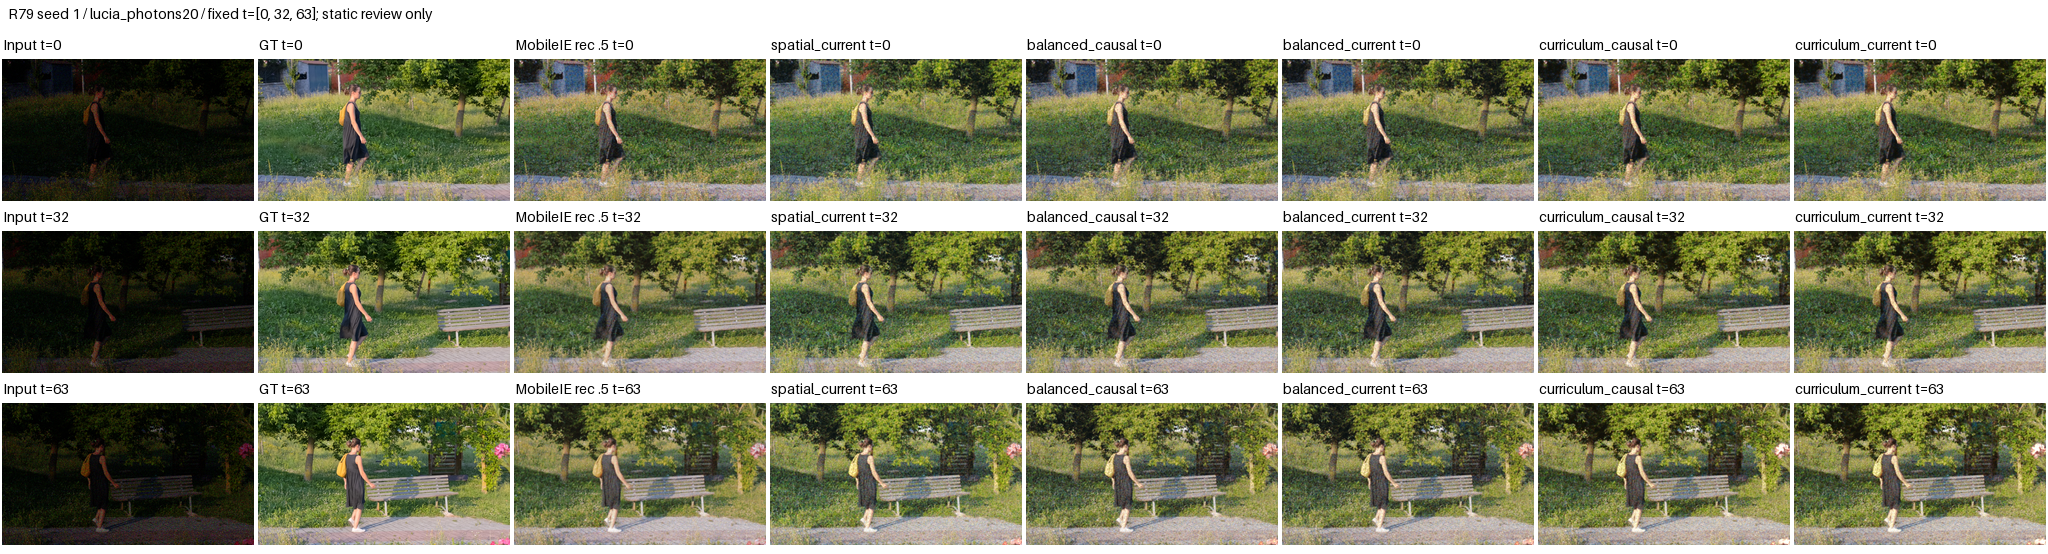 R79 seed 1 / lucia_photons20 / fixed t=[0, 32, 63]; static review only
Input t=0 GT t=0 MobileIE rec .5 t=0 spatial_current t=0 balanced_causal t=0 balanced_current t=0 curriculum_causal t=0 curriculum_current t=0
Input t=32 GT t=32 MobileIE rec .5 t=32 spatial_current t=32 balanced_causal t=32 balanced_current t=32 curriculum_causal t=32 curriculum_current t=32
Input t=63 GT t=63 MobileIE rec .5 t=63 spatial_current t=63 balanced_causal t=63 balanced_current t=63 curriculum_causal t=63 curriculum_current t=63